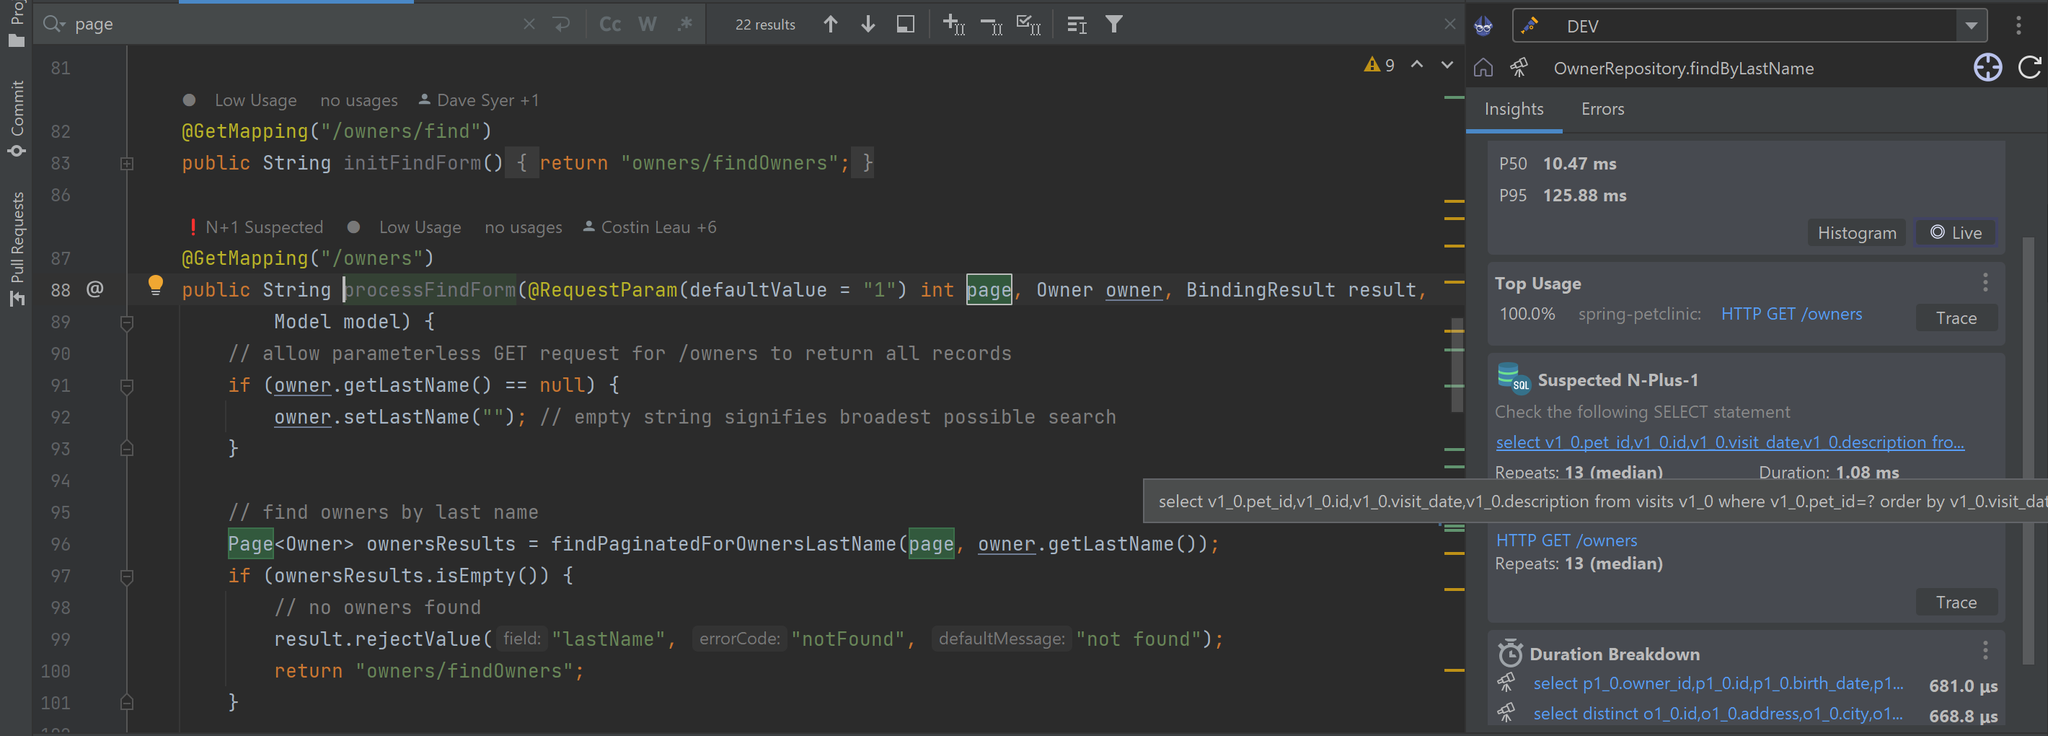 Pro
Commit
Pull Requests
page
Cc W .*
22 results
81
9
Low Usage no usages Dave Syer +1
82 @GetMapping("/owners/find")
83 public String initFindForm() { return "owners/findOwners"; }
86
N+1 Suspected Low Usage no usages Costin Leau +6
87 @GetMapping("/owners")
88 @ public String processFindForm(@RequestParam(defaultValue = "1") int page, Owner owner, BindingResult result,
89 Model model) {
90 // allow parameterless GET request for /owners to return all records
91 if (owner.getLastName() == null) {
92 owner.setLastName(""); // empty string signifies broadest possible search
93 }
94
95 // find owners by last name
96 Page<Owner> ownersResults = findPaginatedForOwnersLastName(page, owner.getLastName());
97 if (ownersResults.isEmpty()) {
98 // no owners found
99 result.rejectValue( field: "lastName", errorCode: "notFound", defaultMessage: "not found");
100 return "owners/findOwners";
101 }
DEV
OwnerRepository.findByLastName
Insights Errors
P50 10.47 ms
P95 125.88 ms
Histogram Live
Top Usage
100.0% spring-petclinic: HTTP GET /owners Trace
SQL Suspected N-Plus-1
Check the following SELECT statement
select v1_0.pet_id,v1_0.id,v1_0.visit_date,v1_0.description fro...
Repeats: 13 (median) Duration: 1.08 ms
select v1_0.pet_id,v1_0.id,v1_0.visit_date,v1_0.description from visits v1_0 where v1_0.pet_id=? order by v1_0.visit_dat
HTTP GET /owners
Repeats: 13 (median)
Trace
Duration Breakdown
select p1_0.owner_id,p1_0.id,p1_0.birth_date,p1... 681.0 µs
select distinct o1_0.id,o1_0.address,o1_0.city,o1... 668.8 µs